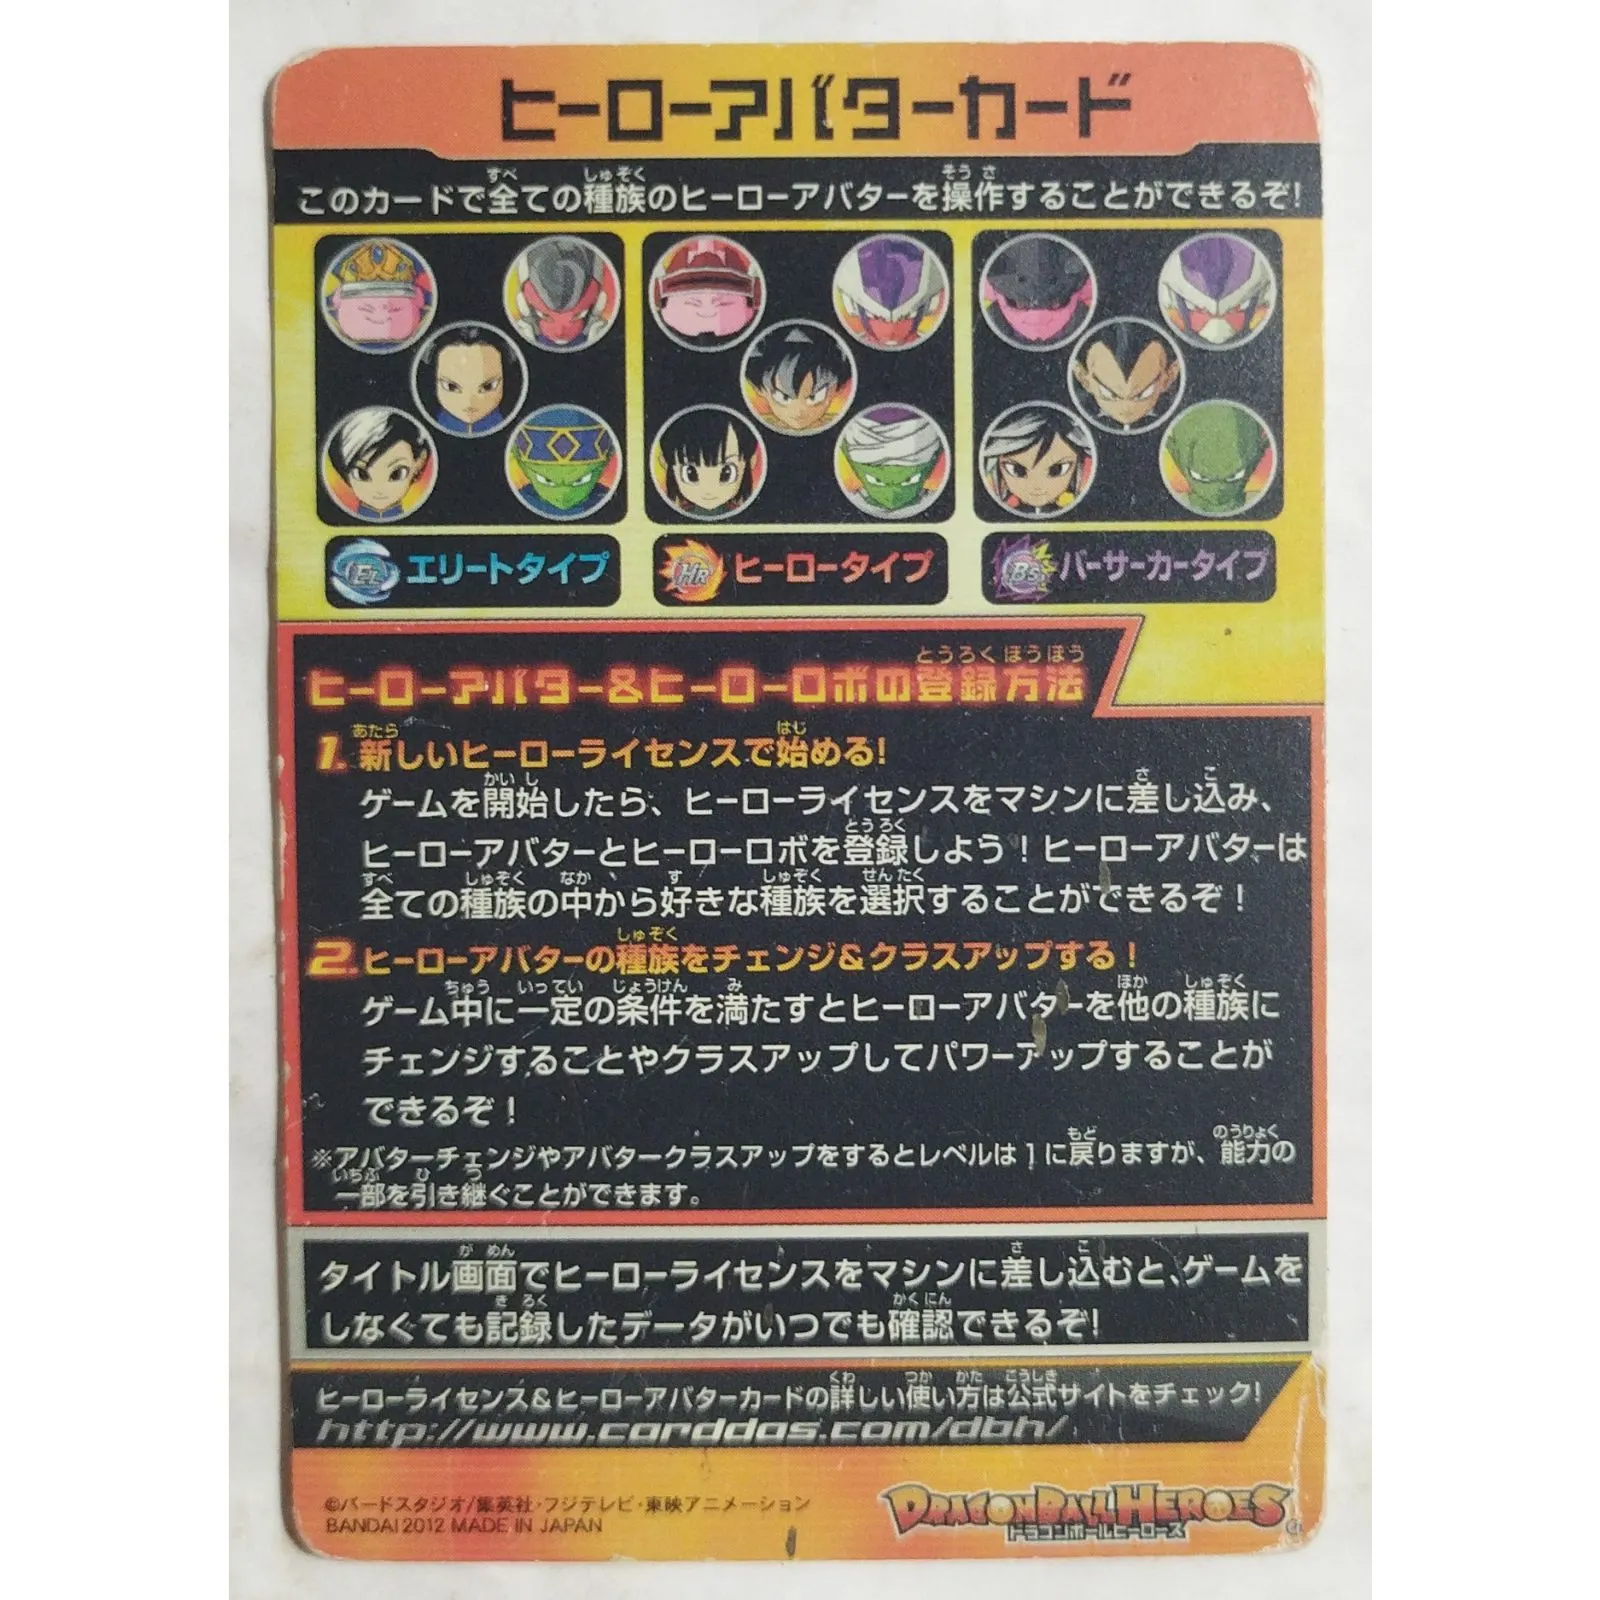 ヒーローアバターカード
このカードで全ての種族のヒーローアバターを操作することができるぞ!
EL エリートタイプ
HR ヒーロータイプ
BS バーサーカータイプ
ヒーローアバター&ヒーローロボの登録方法
1. 新しいヒーローライセンスで始める!
ゲームを開始したら、ヒーローライセンスをマシンに差し込み、
ヒーローアバターとヒーローロボを登録しよう!ヒーローアバターは
全ての種族の中から好きな種族を選択することができるぞ!
2. ヒーローアバターの種族をチェンジ&クラスアップする!
ゲーム中に一定の条件を満たすとヒーローアバターを他の種族に
チェンジすることやクラスアップしてパワーアップすることが
できるぞ!
※アバターチェンジやアバタークラスアップをするとレベルは1に戻りますが、能力の
一部を引き継ぐことができます。
タイトル画面でヒーローライセンスをマシンに差し込むと、ゲームを
しなくても記録したデータがいつでも確認できるぞ!
ヒーローライセンス&ヒーローアバターカードの詳しい使い方は公式サイトをチェック!
http://www.carddas.com/dbh/
©バードスタジオ/集英社・フジテレビ・東映アニメーション
BANDAI 2012 MADE IN JAPAN
DRAGONBALL HEROES
ドラゴンボールヒーローズ